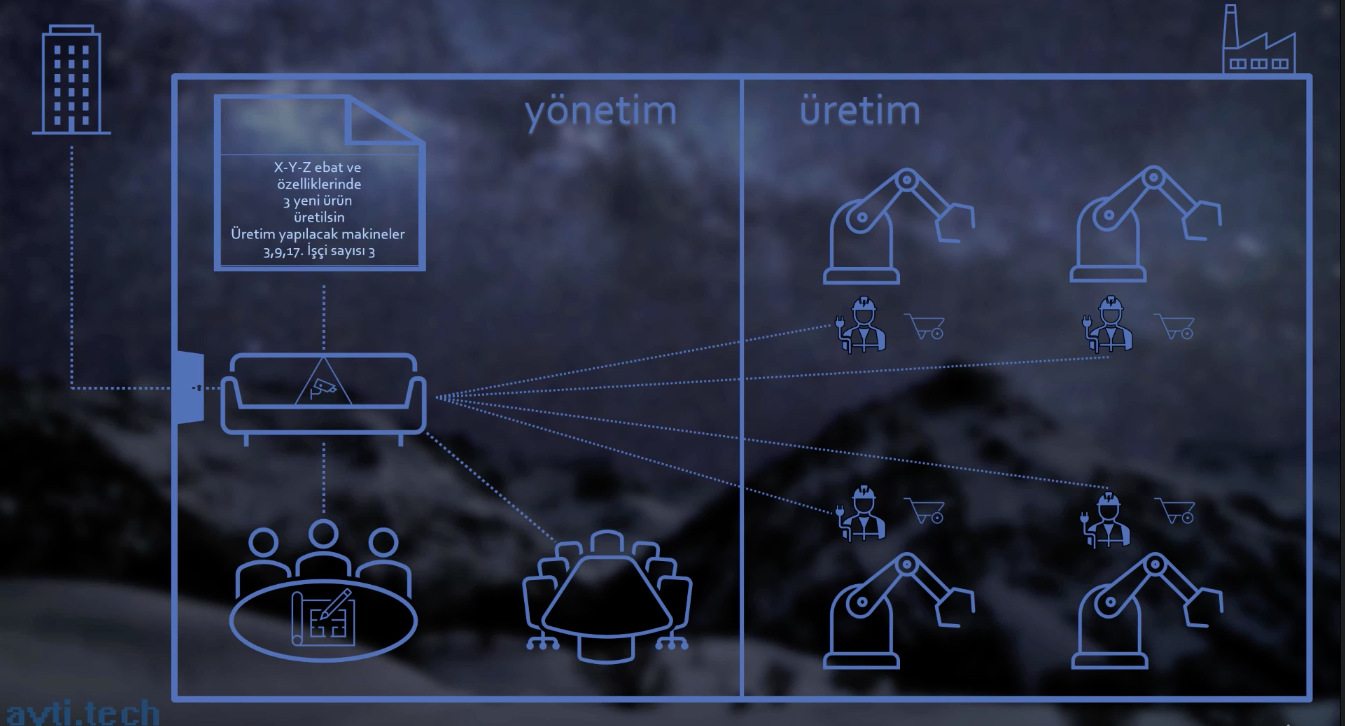 yönetim
üretim
X-Y-Z ebat ve
özelliklerinde
3 yeni ürün
üretilsin
Üretim yapılacak makineler
3,9,17. İşçi sayısı 3
avti.tech